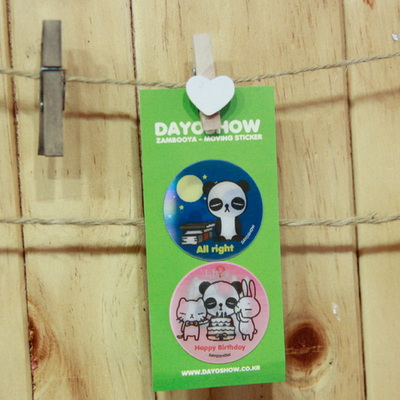 DAYOSHOW
ZAMBOOYA - MOVING STICKER
All right
Happy Birthday
WWW.DAYOSHOW.CO.KR